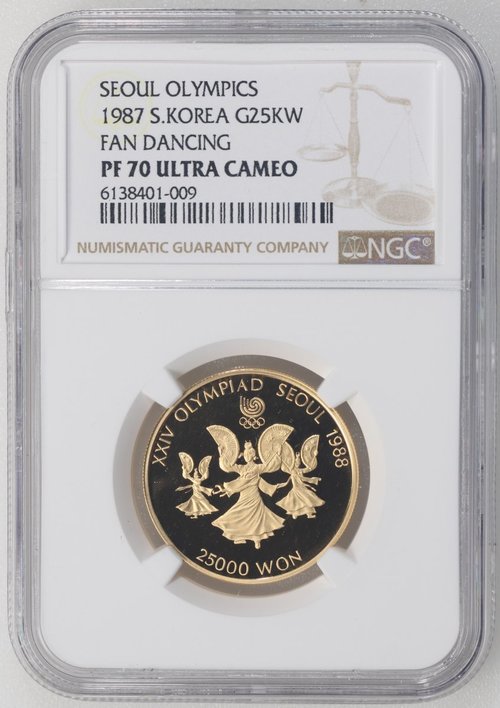 SEOUL OLYMPICS
1987 S.KOREA G25KW
FAN DANCING
PF 70 ULTRA CAMEO
6138401-009
NUMISMATIC GUARANTY COMPANY
NGC®
XXIV OLYMPIAD SEOUL 1988
25000 WON